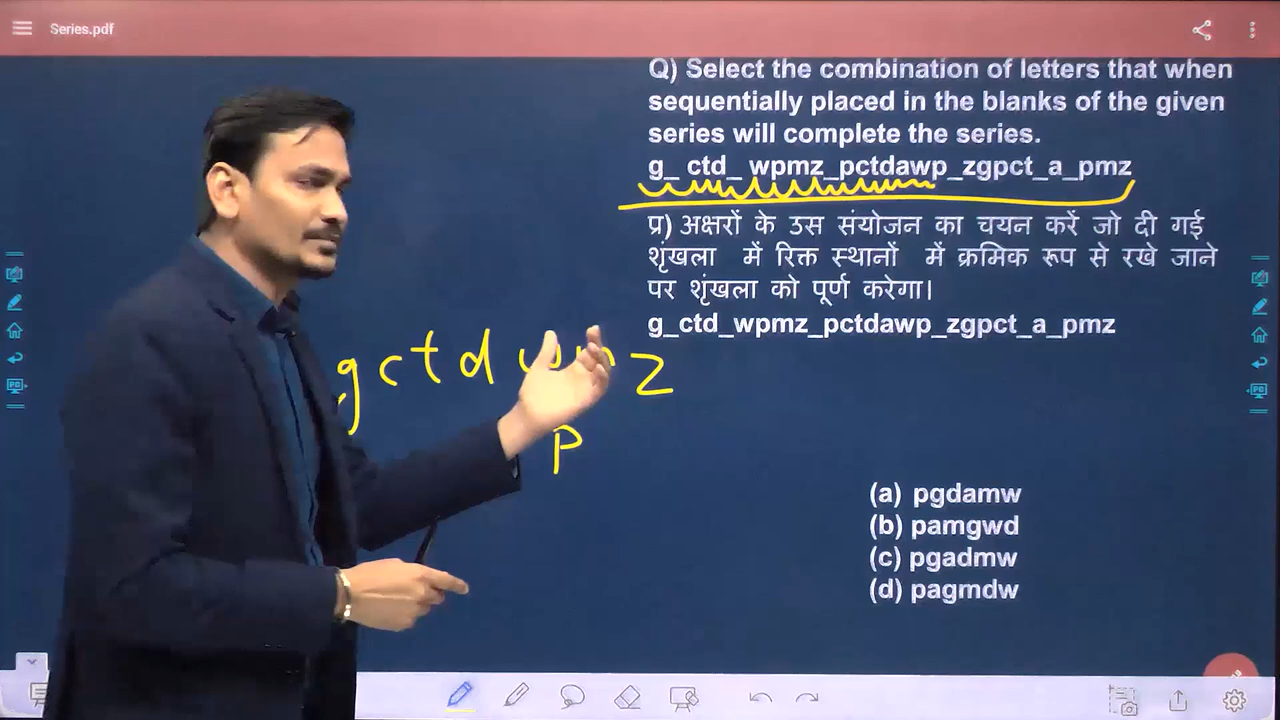 Series.pdf
Q) Select the combination of letters that when
sequentially placed in the blanks of the given
series will complete the series.
g_ ctd_ wpmz_pctdawp_zgpct_a_pmz
प्र) अक्षरों के उस संयोजन का चयन करें जो दी गई
शृंखला में रिक्त स्थानों में क्रमिक रूप से रखे जाने
पर शृंखला को पूर्ण करेगा।
g_ctd_wpmz_pctdawp_zgpct_a_pmz
g c t d w m z
p
(a) pgdamw
(b) pamgwd
(c) pgadmw
(d) pagmdw